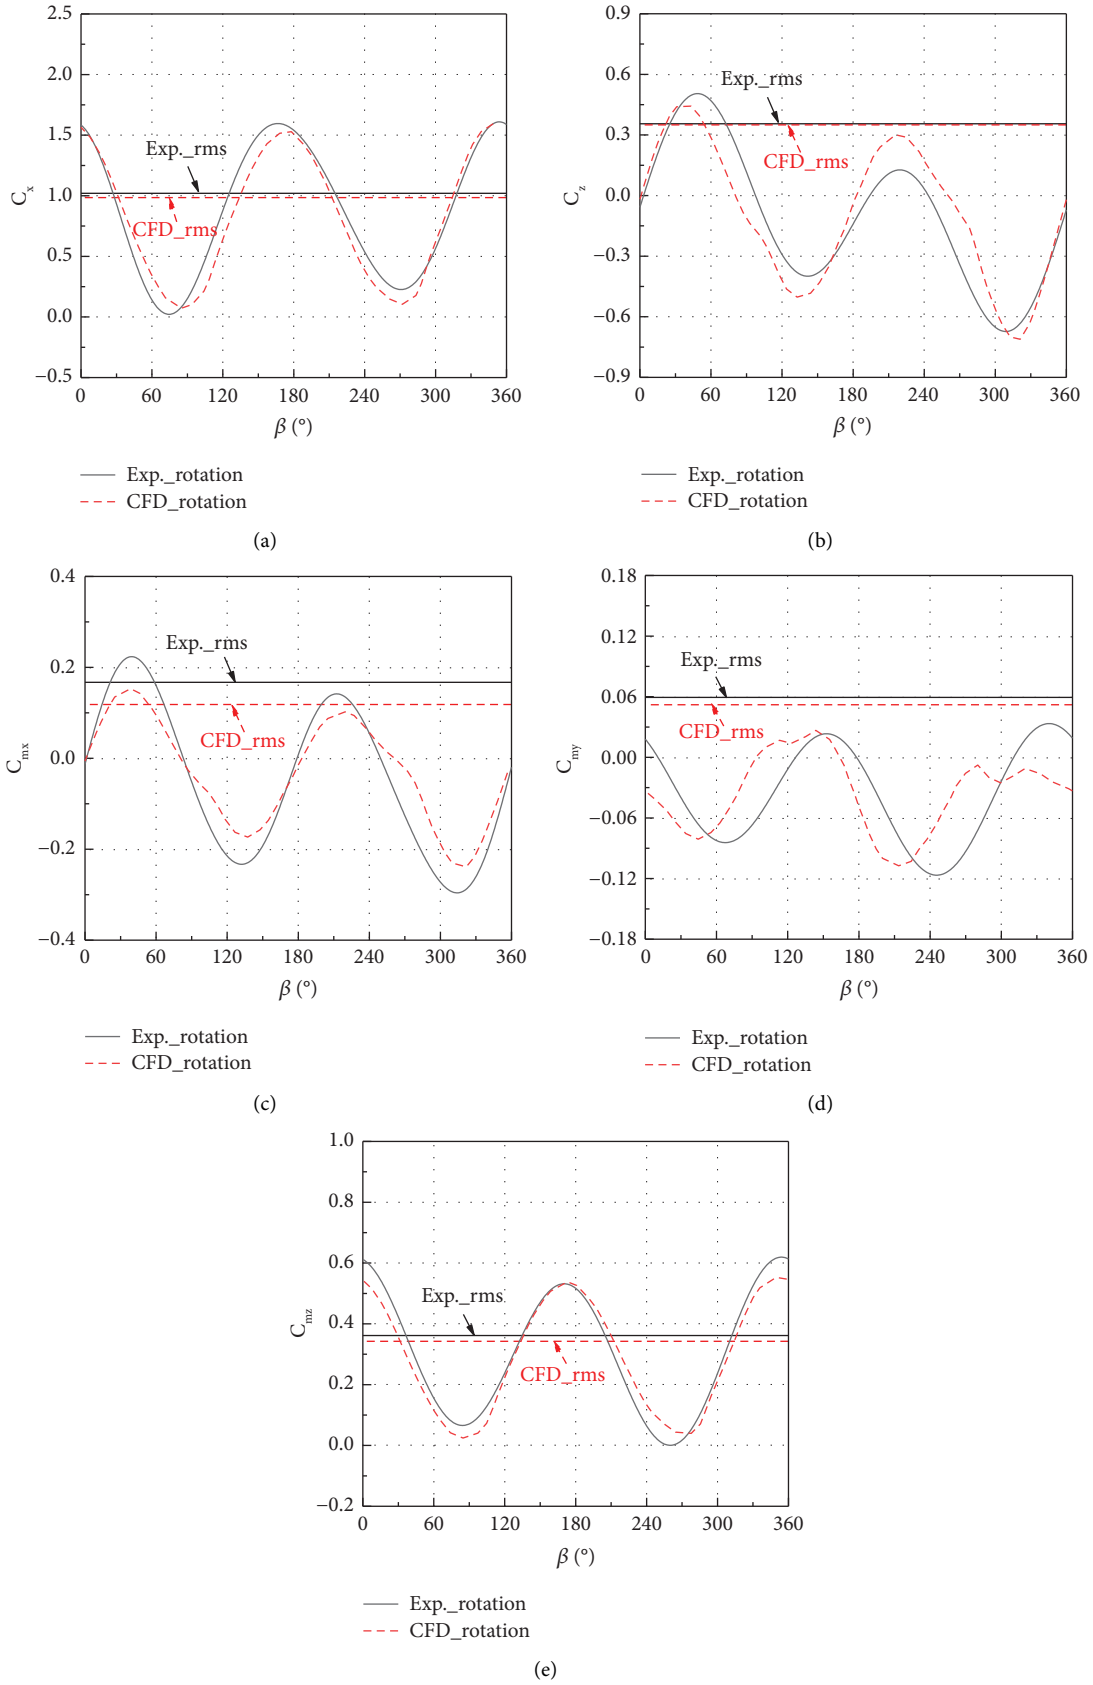 2.5
2.0
1.5
1.0
0.5
0.0
−0.5
C_x
Exp._rms
CFD_rms
0 60 120 180 240 300 360
β (°)
Exp._rotation
CFD_rotation
(a)
0.9
0.6
0.3
0.0
−0.3
−0.6
−0.9
C_z
Exp._rms
CFD_rms
0 60 120 180 240 300 360
β (°)
Exp._rotation
CFD_rotation
(b)
0.4
0.2
0.0
−0.2
−0.4
C_mx
Exp._rms
CFD_rms
0 60 120 180 240 300 360
β (°)
Exp._rotation
CFD_rotation
(c)
0.18
0.12
0.06
0.00
−0.06
−0.12
−0.18
C_my
Exp._rms
CFD_rms
0 60 120 180 240 300 360
β (°)
Exp._rotation
CFD_rotation
(d)
1.0
0.8
0.6
0.4
0.2
0.0
−0.2
C_mz
Exp._rms
CFD_rms
0 60 120 180 240 300 360
β (°)
Exp._rotation
CFD_rotation
(e)